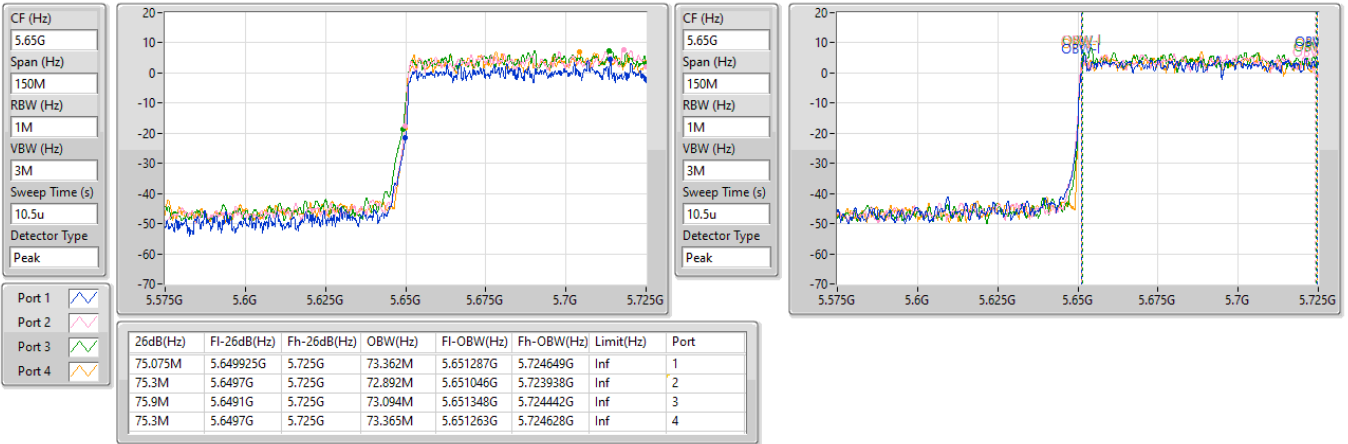 CF (Hz)
5.65G
Span (Hz)
150M
RBW (Hz)
1M
VBW (Hz)
3M
Sweep Time (s)
10.5u
Detector Type
Peak
20
10
0
-10
-20
-30
-40
-50
-60
-70
5.575G 5.6G 5.625G 5.65G 5.675G 5.7G 5.725G
CF (Hz)
5.65G
Span (Hz)
150M
RBW (Hz)
1M
VBW (Hz)
3M
Sweep Time (s)
10.5u
Detector Type
Peak
20
10
0
-10
-20
-30
-40
-50
-60
-70
OBW-l
OBW-l
OBW
5.575G 5.6G 5.625G 5.65G 5.675G 5.7G 5.725G
Port 1
Port 2
Port 3
Port 4
26dB(Hz) Fl-26dB(Hz) Fh-26dB(Hz) OBW(Hz) Fl-OBW(Hz) Fh-OBW(Hz) Limit(Hz) Port
75.075M 5.649925G 5.725G 73.362M 5.651287G 5.724649G Inf 1
75.3M 5.6497G 5.725G 72.892M 5.651046G 5.723938G Inf 2
75.9M 5.6491G 5.725G 73.094M 5.651348G 5.724442G Inf 3
75.3M 5.6497G 5.725G 73.365M 5.651263G 5.724628G Inf 4